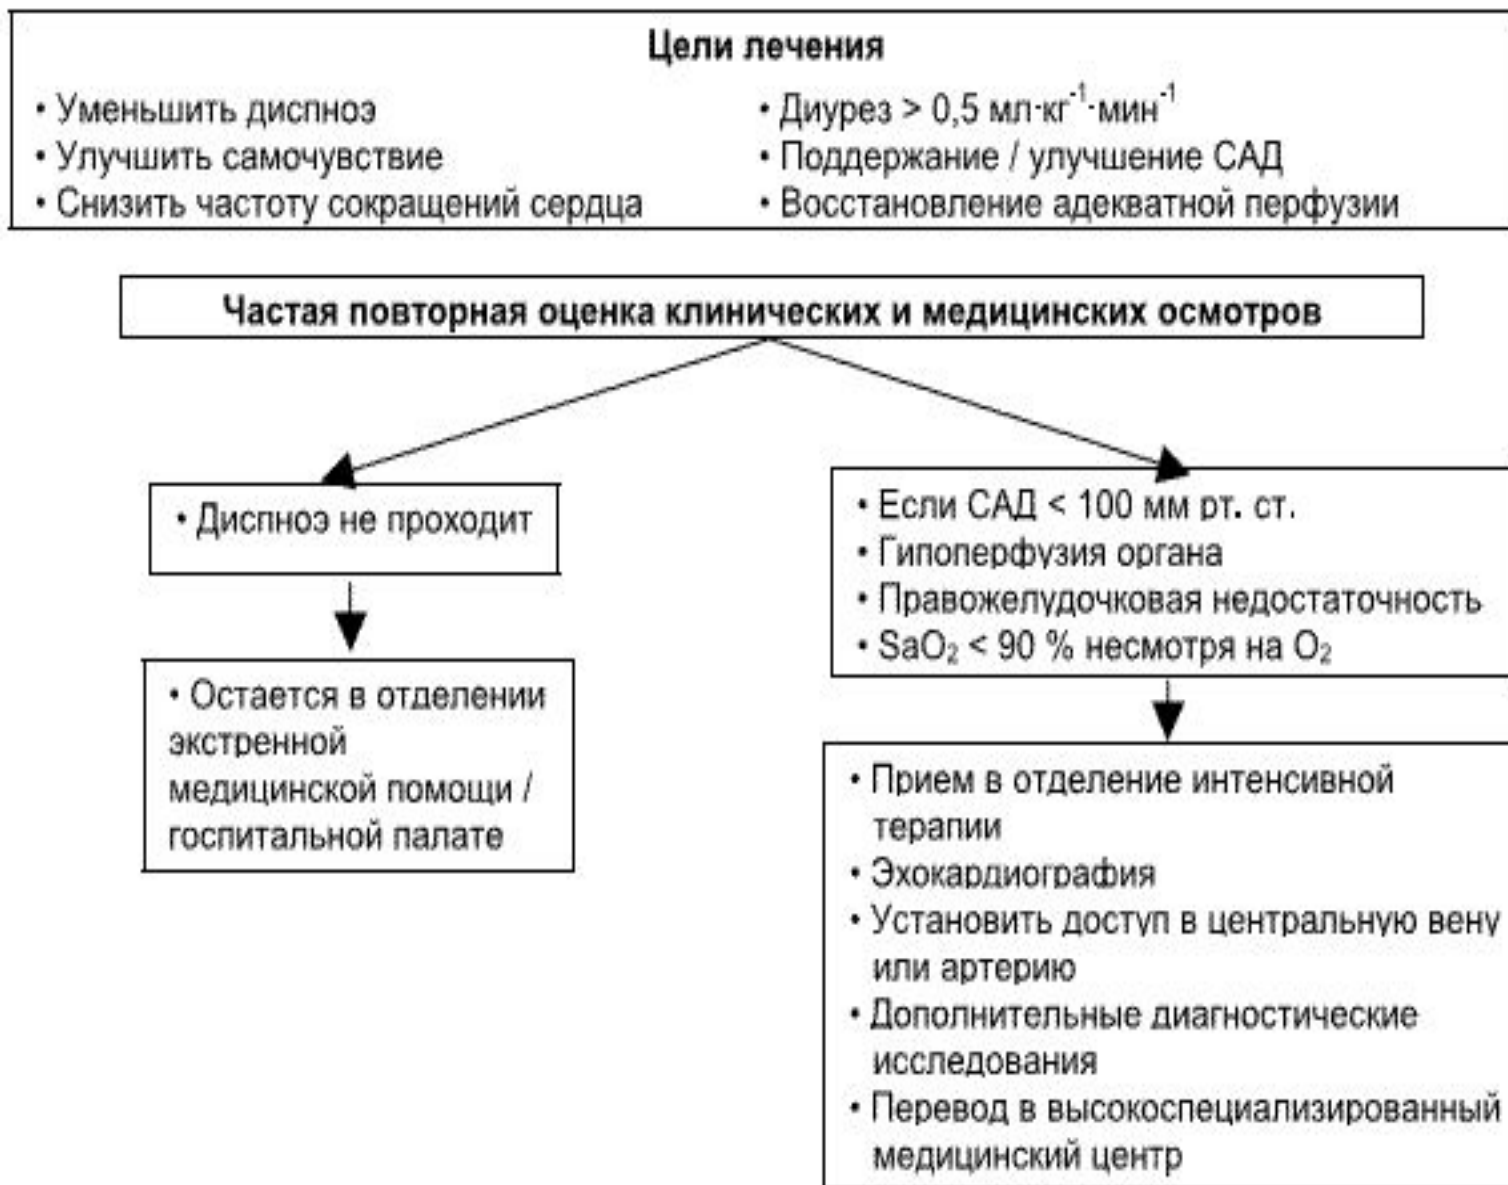 Цели лечения
• Уменьшить диспноэ
• Улучшить самочувствие
• Снизить частоту сокращений сердца
• Диурез > 0,5 мл·кг⁻¹·мин⁻¹
• Поддержание / улучшение САД
• Восстановление адекватной перфузии
Частая повторная оценка клинических и медицинских осмотров
• Диспноэ не проходит
• Остается в отделении
экстренной
медицинской помощи /
госпитальной палате
• Если САД < 100 мм рт. ст.
• Гипоперфузия органа
• Правожелудочковая недостаточность
• SaO₂ < 90 % несмотря на O₂
• Прием в отделение интенсивной
терапии
• Эхокардиография
• Установить доступ в центральную вену
или артерию
• Дополнительные диагностические
исследования
• Перевод в высокоспециализированный
медицинский центр